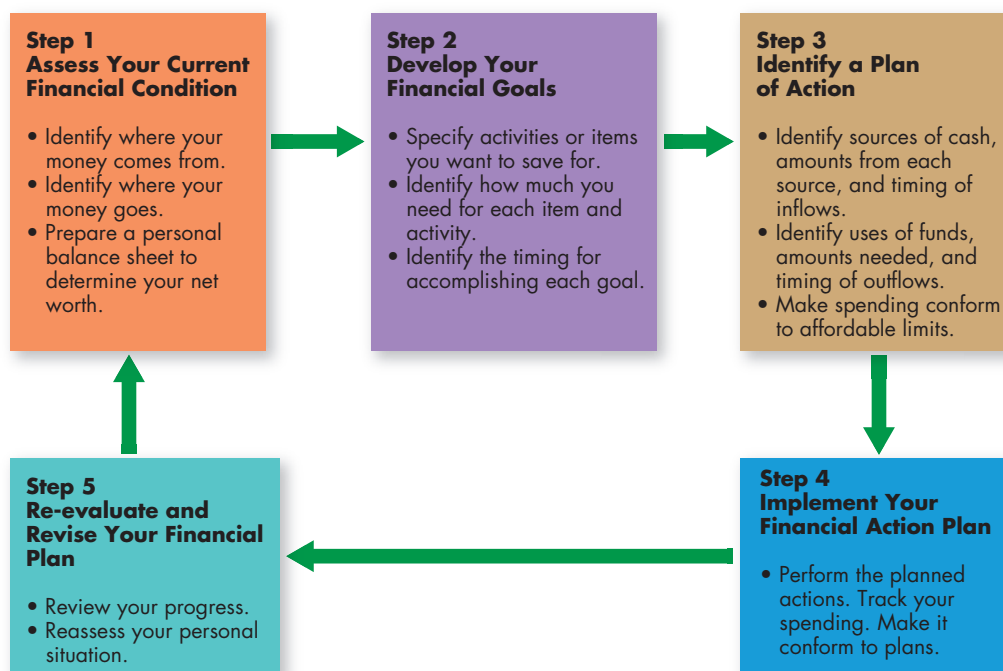 Step 1
Assess Your Current
Financial Condition
• Identify where your
money comes from.
• Identify where your
money goes.
• Prepare a personal
balance sheet to
determine your net
worth.
Step 2
Develop Your
Financial Goals
• Specify activities or items
you want to save for.
• Identify how much you
need for each item and
activity.
• Identify the timing for
accomplishing each goal.
Step 3
Identify a Plan
of Action
• Identify sources of cash,
amounts from each
source, and timing of
inflows.
• Identify uses of funds,
amounts needed, and
timing of outflows.
• Make spending conform
to affordable limits.
Step 4
Implement Your
Financial Action Plan
• Perform the planned
actions. Track your
spending. Make it
conform to plans.
Step 5
Re-evaluate and
Revise Your Financial
Plan
• Review your progress.
• Reassess your personal
situation.